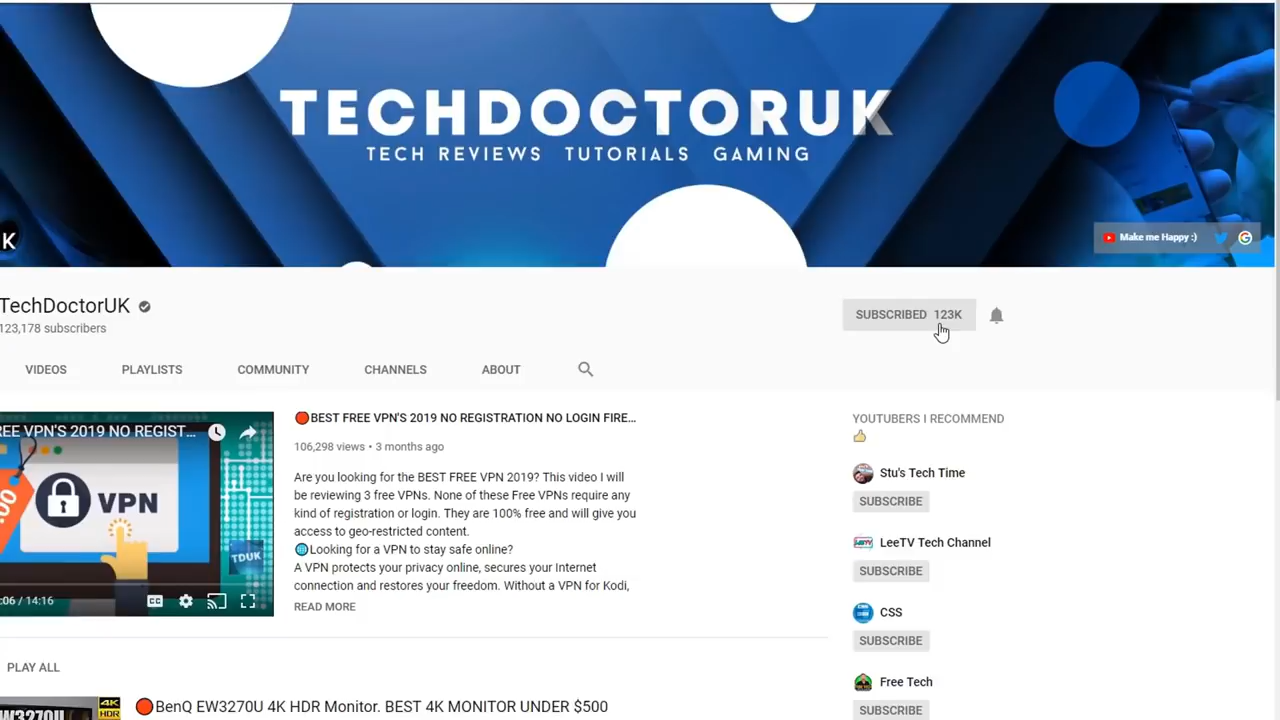 TECHDOCTORUK
TECH REVIEWS TUTORIALS GAMING
K
Make me Happy :)
TechDoctorUK
123,178 subscribers
SUBSCRIBED 123K
VIDEOS PLAYLISTS COMMUNITY CHANNELS ABOUT
REE VPN'S 2019 NO REGIST...
VPN
TDUK
:06 / 14:16
CC
🔴BEST FREE VPN'S 2019 NO REGISTRATION NO LOGIN FIRE...
106,298 views • 3 months ago
Are you looking for the BEST FREE VPN 2019? This video I will
be reviewing 3 free VPNs. None of these Free VPNs require any
kind of registration or login. They are 100% free and will give you
access to geo-restricted content.
🌐Looking for a VPN to stay safe online?
A VPN protects your privacy online, secures your Internet
connection and restores your freedom. Without a VPN for Kodi,
READ MORE
YOUTUBERS I RECOMMEND
👍
Stu's Tech Time
SUBSCRIBE
LeeTV Tech Channel
SUBSCRIBE
CSS
SUBSCRIBE
Free Tech
SUBSCRIBE
PLAY ALL
4K
HDR
🔴BenQ EW3270U 4K HDR Monitor. BEST 4K MONITOR UNDER $500